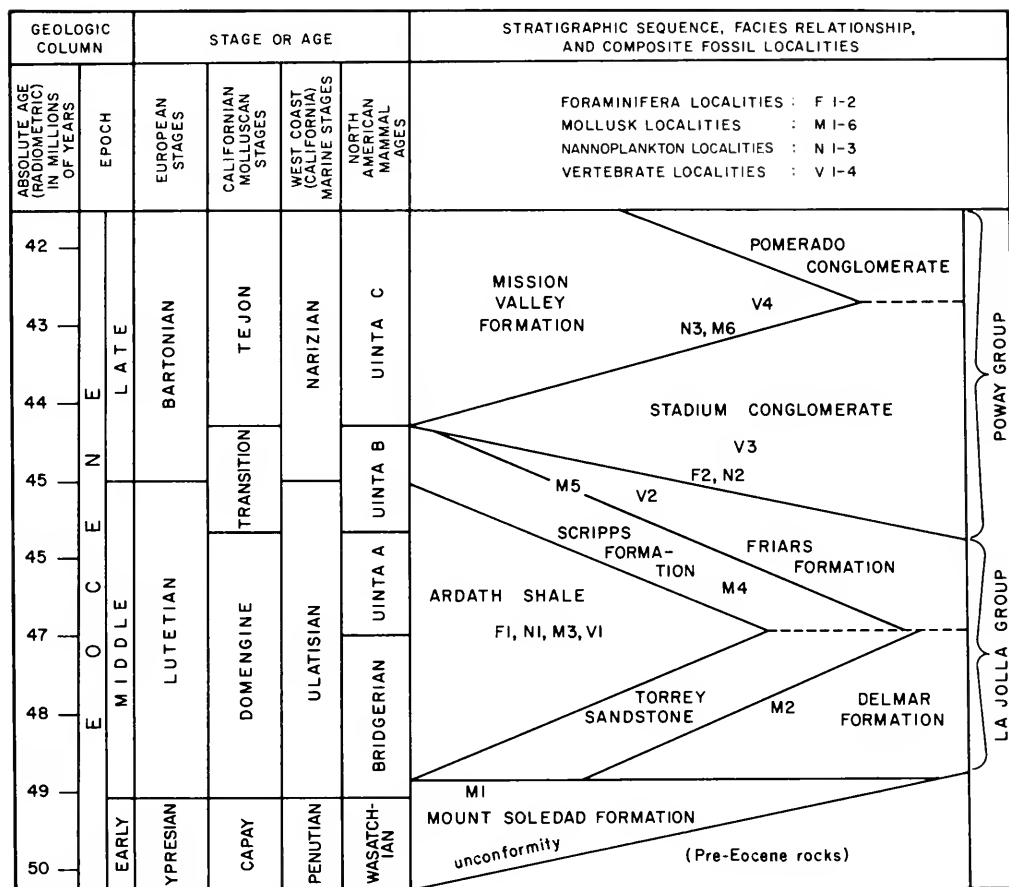 GEOLOGIC
COLUMN
STAGE OR AGE
STRATIGRAPHIC SEQUENCE, FACIES RELATIONSHIP,
AND COMPOSITE FOSSIL LOCALITIES
ABSOLUTE AGE
(RADIOMETRIC)
IN MILLIONS
OF YEARS
EPOCH
EUROPEAN
STAGES
CALIFORNIAN
MOLLUSCAN
STAGES
WEST COAST
(CALIFORNIA)
MARINE STAGES
NORTH
AMERICAN
MAMMAL
AGES
FORAMINIFERA LOCALITIES : F 1-2
MOLLUSK LOCALITIES : M 1-6
NANNOPLANKTON LOCALITIES : N 1-3
VERTEBRATE LOCALITIES : V 1-4
42
43
44
45
45
47
48
49
50
EOCENE
LATE
MIDDLE
EARLY
BARTONIAN
LUTETIAN
YPRESIAN
TEJON
TRANSITION
DOMENGINE
CAPAY
NARIZIAN
ULATISIAN
PENUTIAN
UINTA C
UINTA B
UINTA A
BRIDGERIAN
WASATCH-
IAN
POMERADO
CONGLOMERATE
MISSION
VALLEY
FORMATION
V4
N3, M6
STADIUM CONGLOMERATE
V3
F2, N2
M5
V2
SCRIPPS
FORMA-
TION
FRIARS
FORMATION
M4
ARDATH SHALE
F1, N1, M3, V1
TORREY
SANDSTONE
M2
DELMAR
FORMATION
M1
MOUNT SOLEDAD FORMATION
unconformity
(Pre-Eocene rocks)
POWAY GROUP
LA JOLLA GROUP